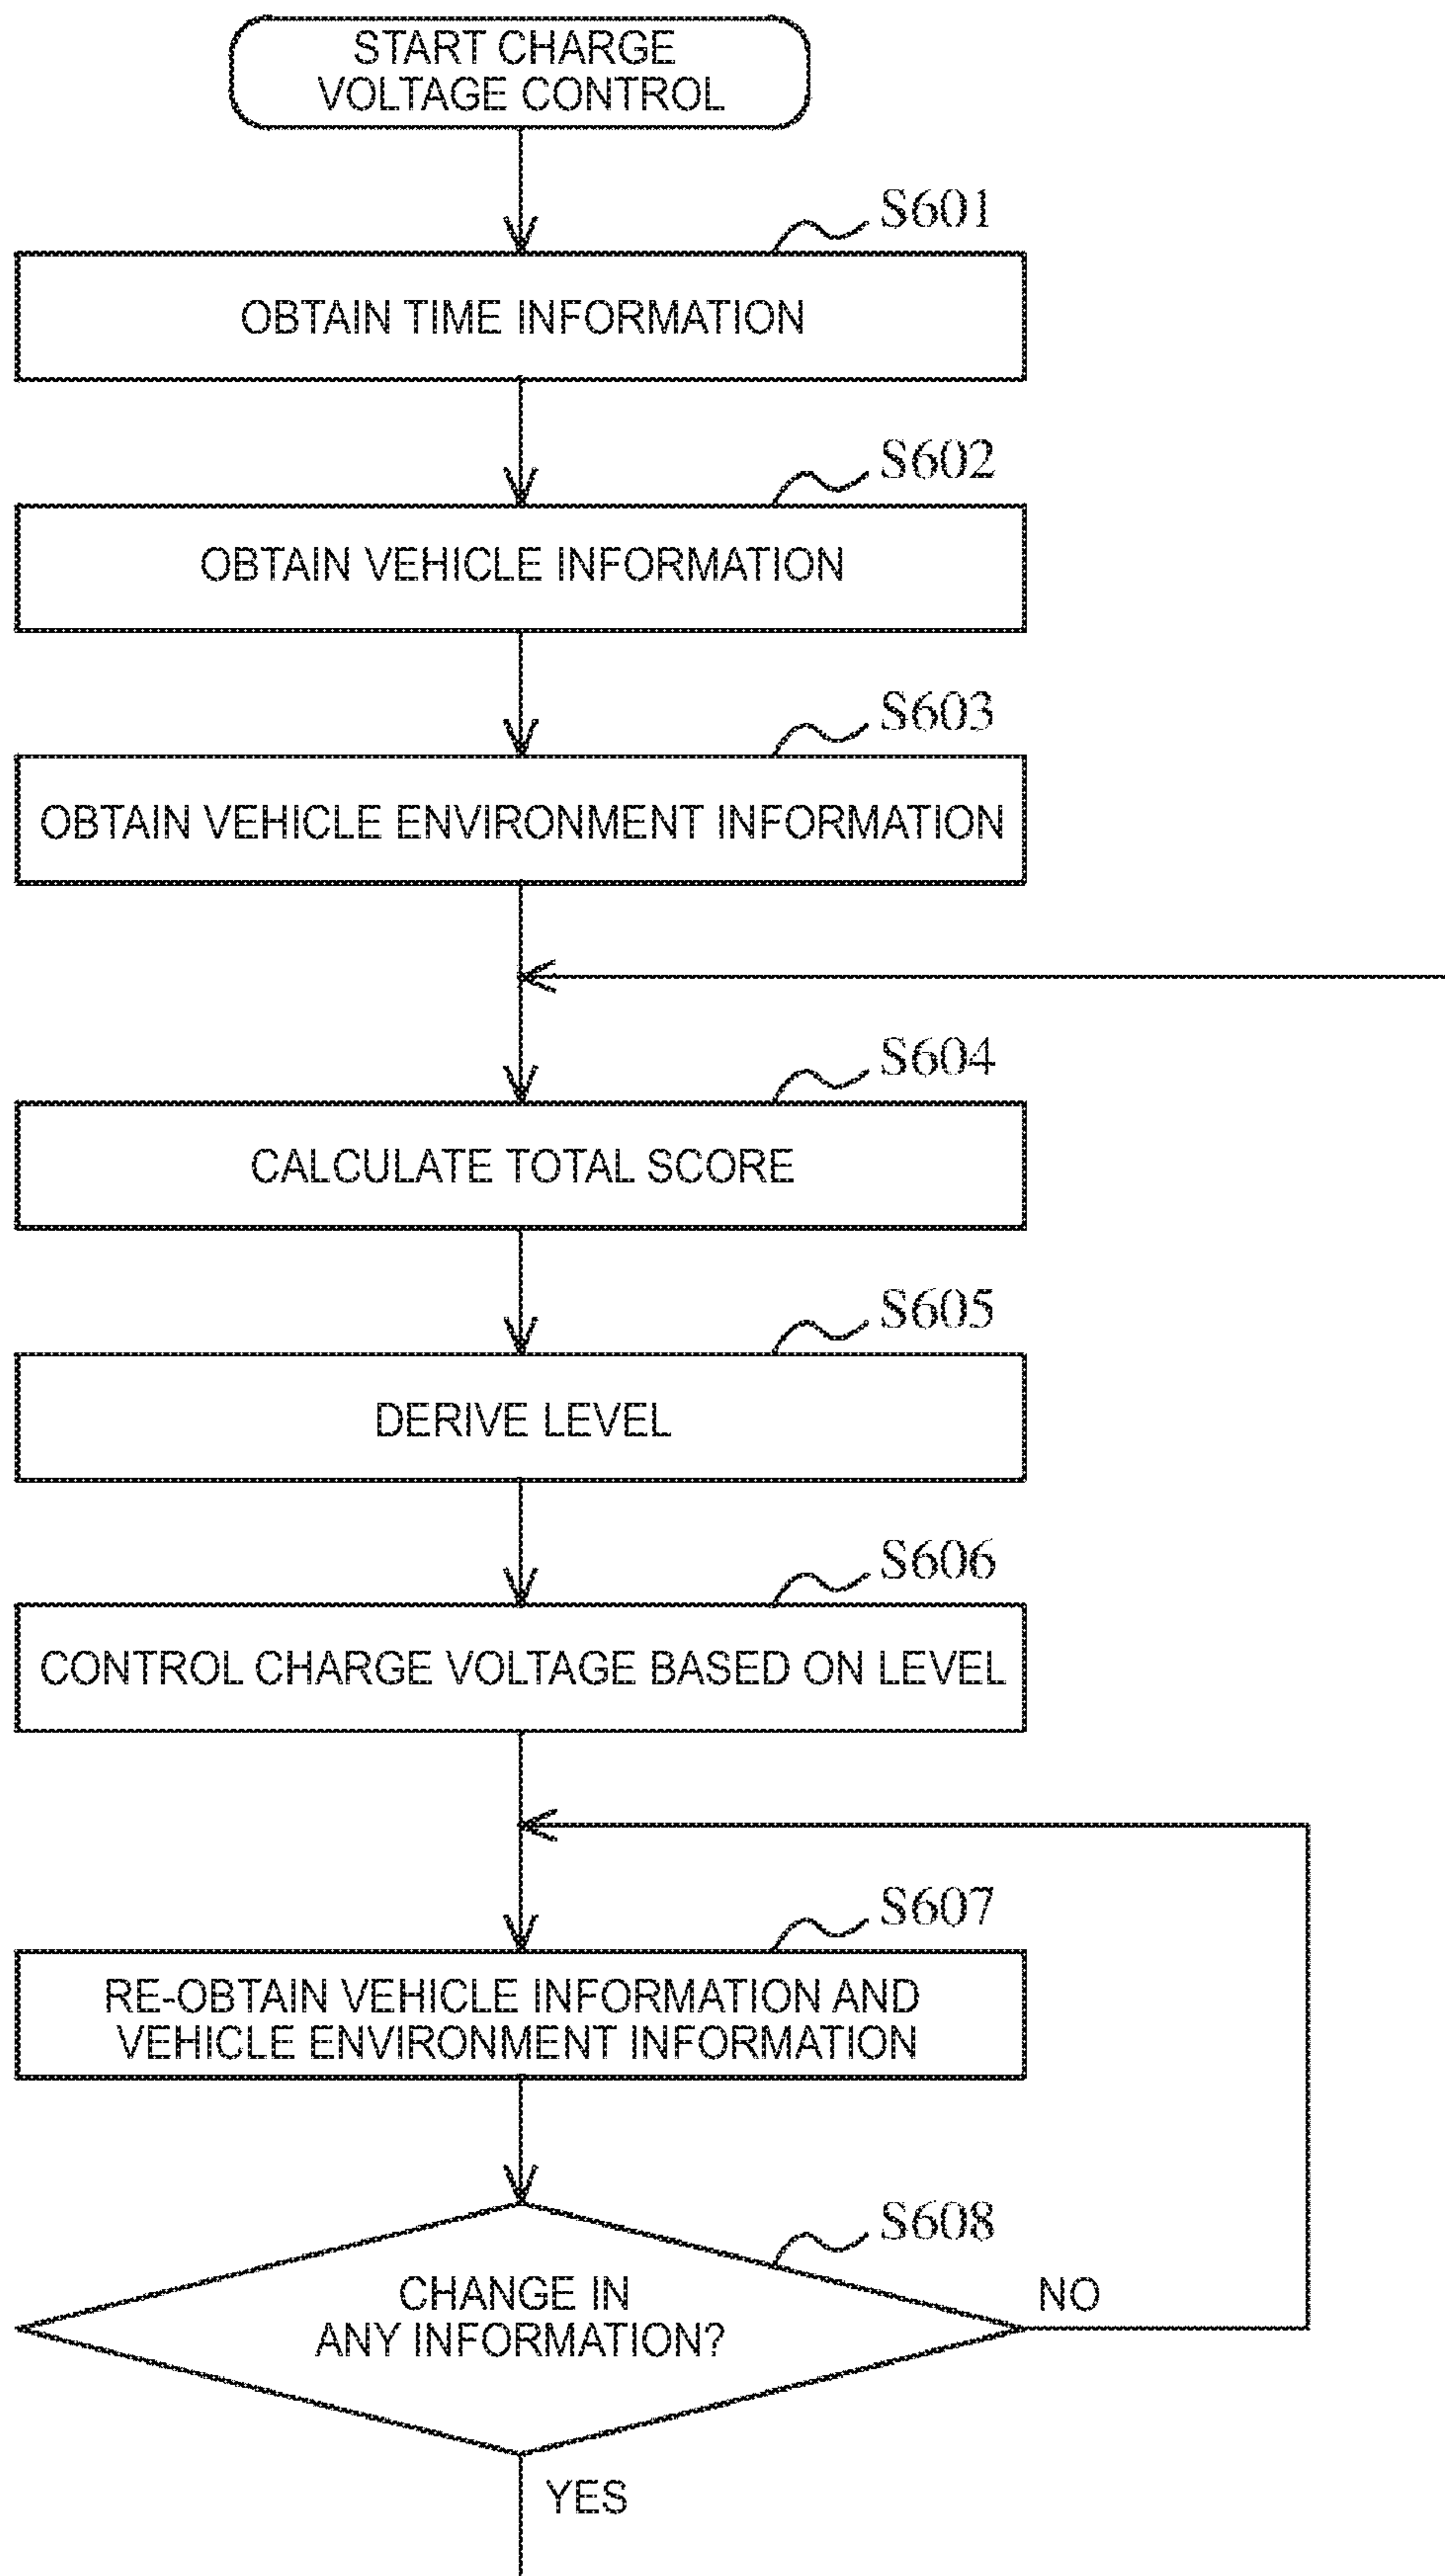 START CHARGE
VOLTAGE CONTROL
S601
OBTAIN TIME INFORMATION
S602
OBTAIN VEHICLE INFORMATION
S603
OBTAIN VEHICLE ENVIRONMENT INFORMATION
S604
CALCULATE TOTAL SCORE
S605
DERIVE LEVEL
S606
CONTROL CHARGE VOLTAGE BASED ON LEVEL
S607
RE-OBTAIN VEHICLE INFORMATION AND
VEHICLE ENVIRONMENT INFORMATION
S608
CHANGE IN
ANY INFORMATION?
NO
YES